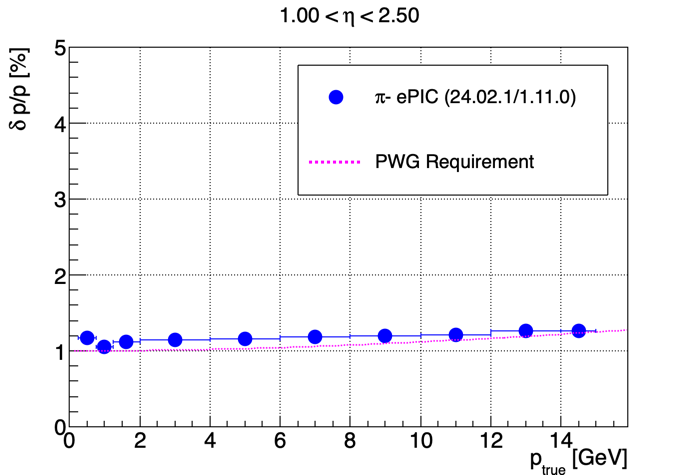 1.00 < η < 2.50
δ p/p [%]
5
4
3
2
1
0
π- ePIC (24.02.1/1.11.0)
PWG Requirement
0 2 4 6 8 10 12 14
p_true [GeV]